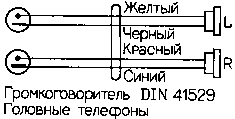 Желтый
L
Черный
Красный
R
Синий
Громкоговоритель DIN 41529
Головные телефоны